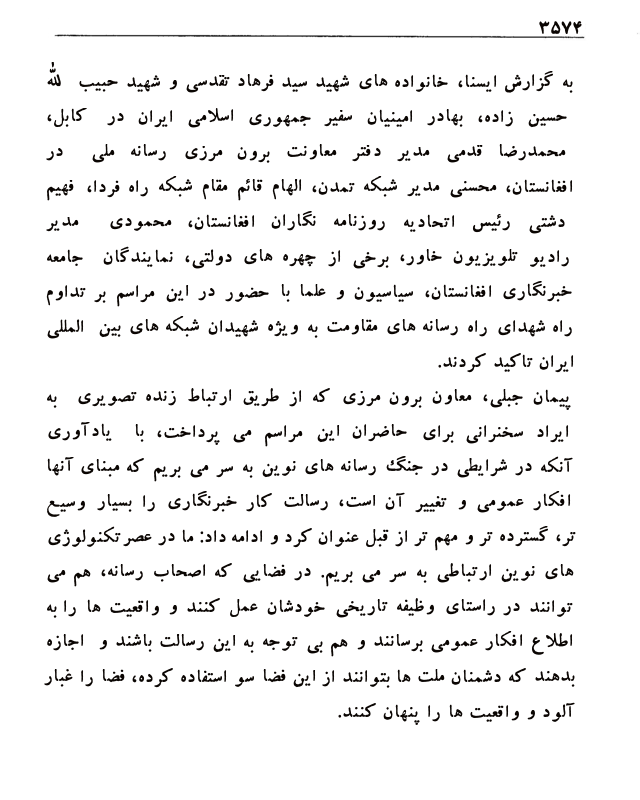 ۳۵۷۴
به گزارش ایسنا، خانواده های شهید سید فرهاد تقدسی و شهید حبیب الله
حسین زاده، بهادر امینیان سفیر جمهوری اسلامی ایران در کابل،
محمدرضا قدمی مدیر دفتر معاونت برون مرزی رسانه ملی در
افغانستان، محسنی مدیر شبکه تمدن، الهام قائم مقام شبکه راه فردا، فهیم
دشتی رئیس اتحادیه روزنامه نگاران افغانستان، محمودی مدیر
رادیو تلویزیون خاور، برخی از چهره های دولتی، نمایندگان جامعه
خبرنگاری افغانستان، سیاسیون و علما با حضور در این مراسم بر تداوم
راه شهدای راه رسانه های مقاومت به ویژه شهیدان شبکه های بین المللی
ایران تاکید کردند.
پیمان جبلی، معاون برون مرزی که از طریق ارتباط زنده تصویری به
ایراد سخنرانی برای حاضران این مراسم می پرداخت، با یادآوری
آنکه در شرایطی در جنگ رسانه های نوین به سر می بریم که مبنای آنها
افکار عمومی و تغییر آن است، رسالت کار خبرنگاری را بسیار وسیع
تر، گسترده تر و مهم تر از قبل عنوان کرد و ادامه داد: ما در عصر تکنولوژی
های نوین ارتباطی به سر می بریم. در فضایی که اصحاب رسانه، هم می
توانند در راستای وظیفه تاریخی خودشان عمل کنند و واقعیت ها را به
اطلاع افکار عمومی برسانند و هم بی توجه به این رسالت باشند و اجازه
بدهند که دشمنان ملت ها بتوانند از این فضا سو استفاده کرده، فضا را غبار
آلود و واقعیت ها را پنهان کنند.